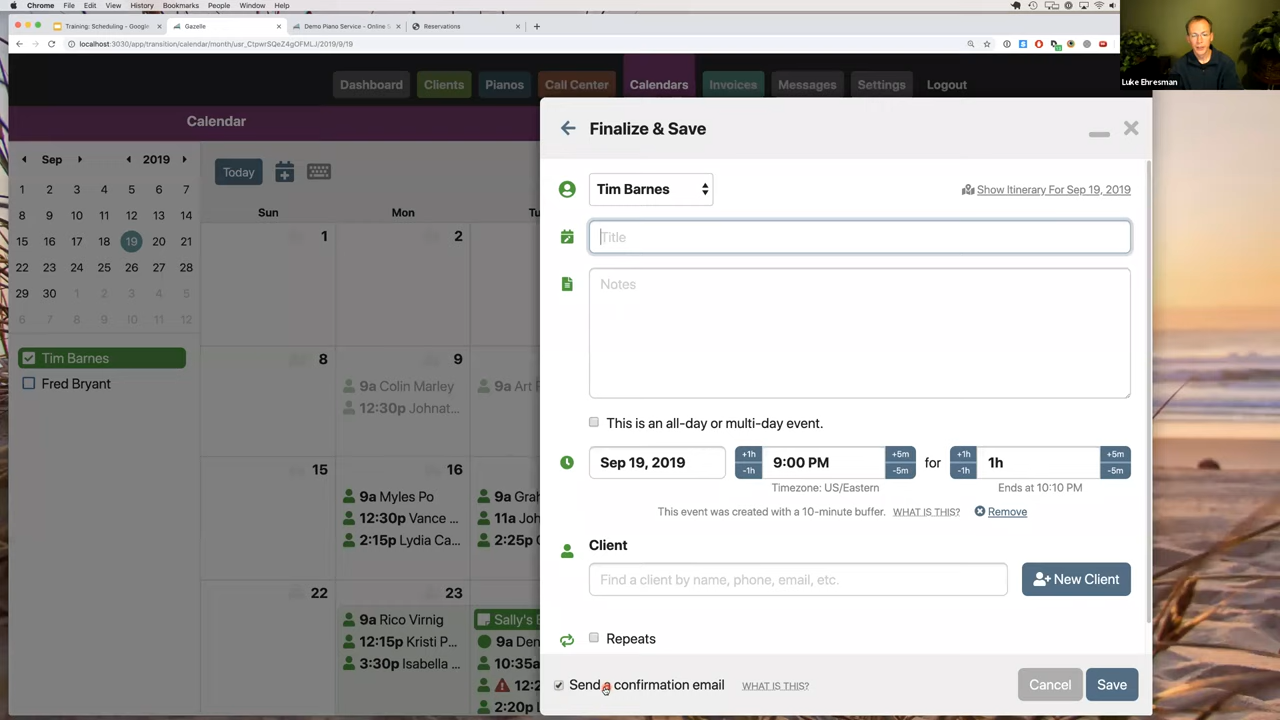 Chrome File Edit View History Bookmarks People Window Help
Training: Scheduling - Google
Gazelle
Demo Piano Service - Online S
Reservations
localhost:3030/app/transition/calendar/month/usr_CtpwrSQeZ4gOFMLJ/2019/9/19
Luke Ehresman
Dashboard Clients Pianos Call Center Calendars Invoices Messages Settings Logout
Calendar
Finalize & Save
Sep 2019
Today
Tim Barnes
Show Itinerary For Sep 19, 2019
1 2 3 4 5 6 7
8 9 10 11 12 13 14
15 16 17 18 19 20 21
22 23 24 25 26 27 28
29 30 1 2 3 4 5
6 7 8 9 10 11 12
Tim Barnes
Fred Bryant
Sun Mon Tu
1 2
8 9
9a Colin Marley 9a Art F
12:30p Johnat...
15 16
9a Myles Po 9a Grah
12:30p Vance ... 11a Joh
2:15p Lydia Ca... 2:25p
22 23
9a Rico Virnig Sally's E
12:15p Kristi P... 9a Den
3:30p Isabella ... 10:35a
12:2
2:20p L
Title
Notes
This is an all-day or multi-day event.
Sep 19, 2019 +1h -1h 9:00 PM +5m -5m for +1h -1h 1h +5m -5m
Timezone: US/Eastern Ends at 10:10 PM
This event was created with a 10-minute buffer. WHAT IS THIS? Remove
Client
Find a client by name, phone, email, etc. New Client
Repeats
Send a confirmation email WHAT IS THIS? Cancel Save